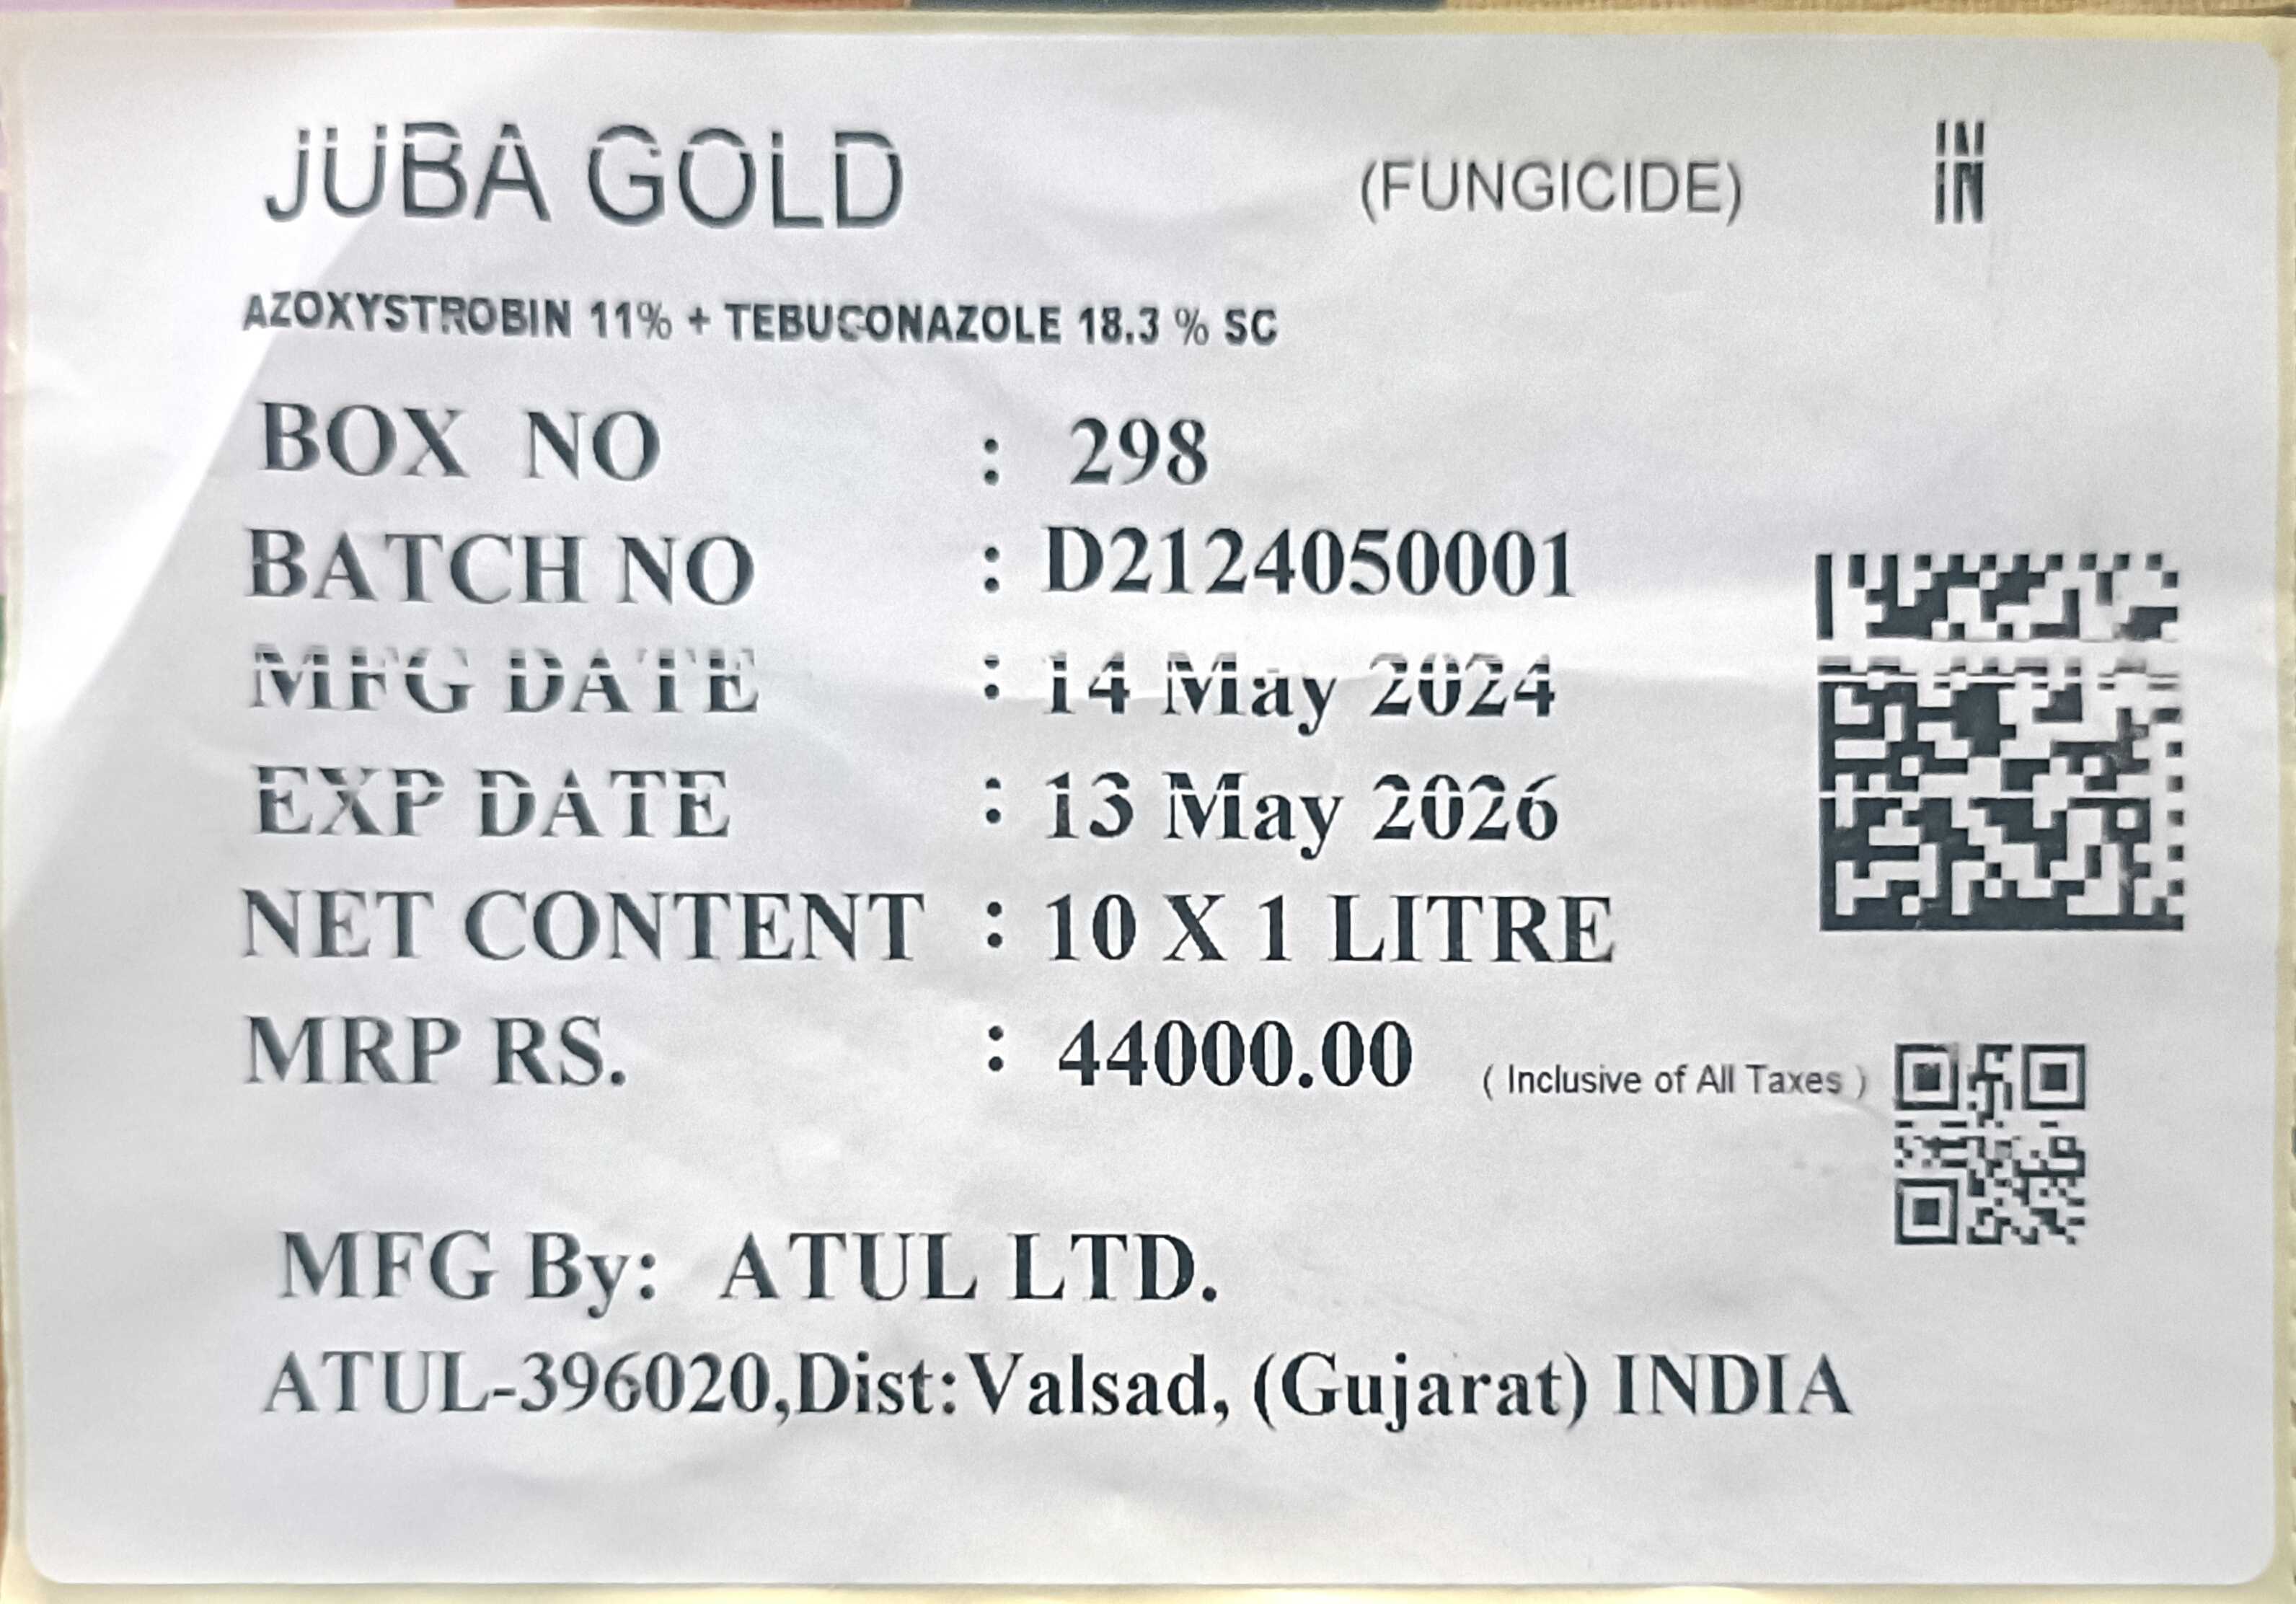 JUBA GOLD (FUNGICIDE) IN
IN
AZOXYSTROBIN 11% + TEBUCONAZOLE 18.3 % SC
BOX NO : 298
BATCH NO : D2124050001
MFG DATE : 14 May 2024
EXP DATE : 13 May 2026
NET CONTENT : 10 X 1 LITRE
MRP RS. : 44000.00 ( Inclusive of All Taxes )
MFG By: ATUL LTD.
ATUL-396020,Dist:Valsad, (Gujarat) INDIA